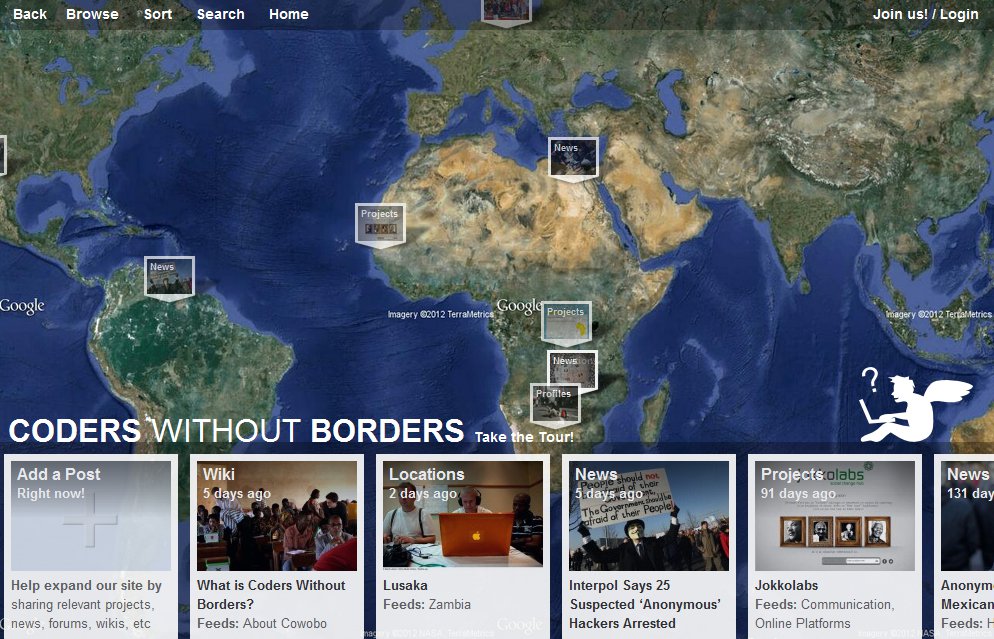 Back Browse Sort Search Home Join us! / Login
News
Projects
News
Google
Imagery ©2012 TerraMetrics
Google
Projects
Imagery ©2012 TerraMetrics
News
Profiles
?
CODERS WITHOUT BORDERS Take the Tour!
Add a Post
Right now!
Help expand our site by
sharing relevant projects,
news, forums, wikis, etc
Wiki
5 days ago
What is Coders Without
Borders?
Feeds: About Cowobo
Locations
2 days ago
Lusaka
Feeds: Zambia
News
5 days ago
People should not
be afraid of their
Government.
The Government should be
afraid of their People!
Interpol Says 25
Suspected ‘Anonymous’
Hackers Arrested
Projects
91 days ago
Jokkolabs
Feeds: Communication,
Online Platforms
News
131 day
Anonym
Mexican
Feeds: H
Imagery ©2012 NASA, TerraMetrics
Google
Imagery ©2012 NASA, TerraMetrics